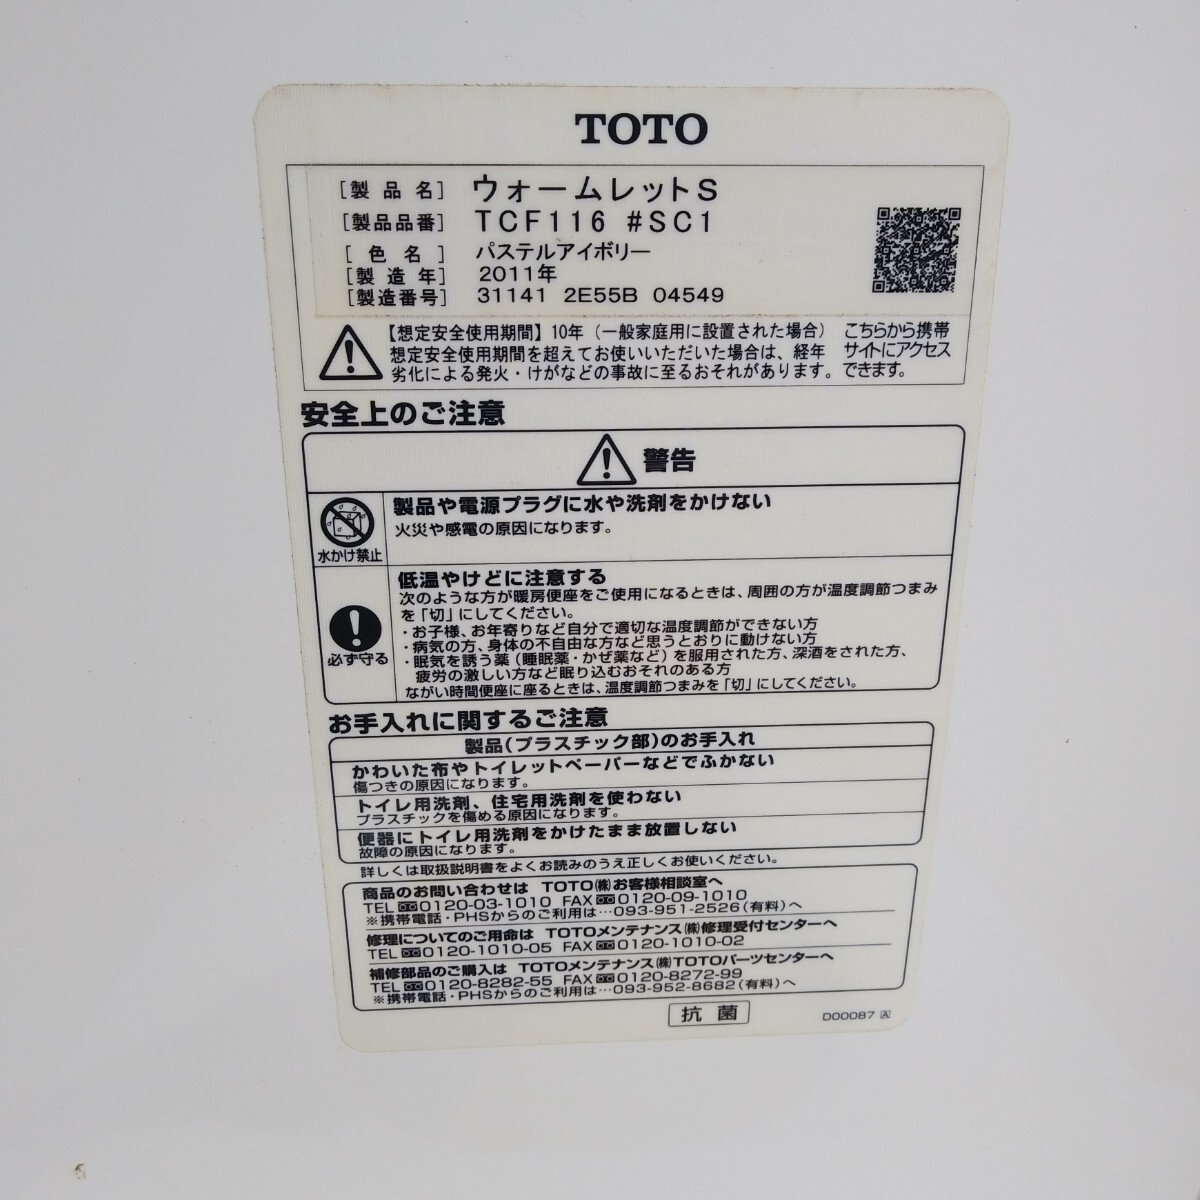 TOTO
[製品名] ウォームレットS
[製品品番] TCF116 #SC1
[色名] パステルアイボリー
[製造年] 2011年
[製造番号] 31141 2E55B 04549
【想定安全使用期間】10年（一般家庭用に設置された場合）
想定安全使用期間を超えてお使いいただいた場合は、経年
劣化による発火・けがなどの事故に至るおそれがあります。
こちらから携帯
サイトにアクセス
できます。
安全上のご注意
警告
水かけ禁止
製品や電源プラグに水や洗剤をかけない
火災や感電の原因になります。
必ず守る
低温やけどに注意する
次のような方が暖房便座をご使用になるときは、周囲の方が温度調節つまみ
を「切」にしてください。
・お子様、お年寄りなど自分で適切な温度調節ができない方
・病気の方、身体の不自由な方など思うとおりに動けない方
・眠気を誘う薬（睡眠薬・かぜ薬など）を服用された方、深酒をされた方、
疲労の激しい方など眠り込むおそれのある方
ながい時間便座に座るときは、温度調節つまみを「切」にしてください。
お手入れに関するご注意
製品（プラスチック部）のお手入れ
かわいた布やトイレットペーパーなどでふかない
傷つきの原因になります。
トイレ用洗剤、住宅用洗剤を使わない
プラスチックを傷める原因になります。
便器にトイレ用洗剤をかけたまま放置しない
故障の原因になります。
詳しくは取扱説明書をよくお読みのうえ正しくお使いください。
商品のお問い合わせは TOTO㈱お客様相談室へ
TEL 0120-03-1010 FAX 0120-09-1010
※携帯電話・PHSからのご利用は…093-951-2526（有料）へ
修理についてのご用命は TOTOメンテナンス㈱修理受付センターへ
TEL 0120-1010-05 FAX 0120-1010-02
補修部品のご購入は TOTOメンテナンス㈱TOTOパーツセンターへ
TEL 0120-8282-55 FAX 0120-8272-99
※携帯電話・PHSからのご利用は…093-952-8682（有料）へ
抗菌
D00087 A